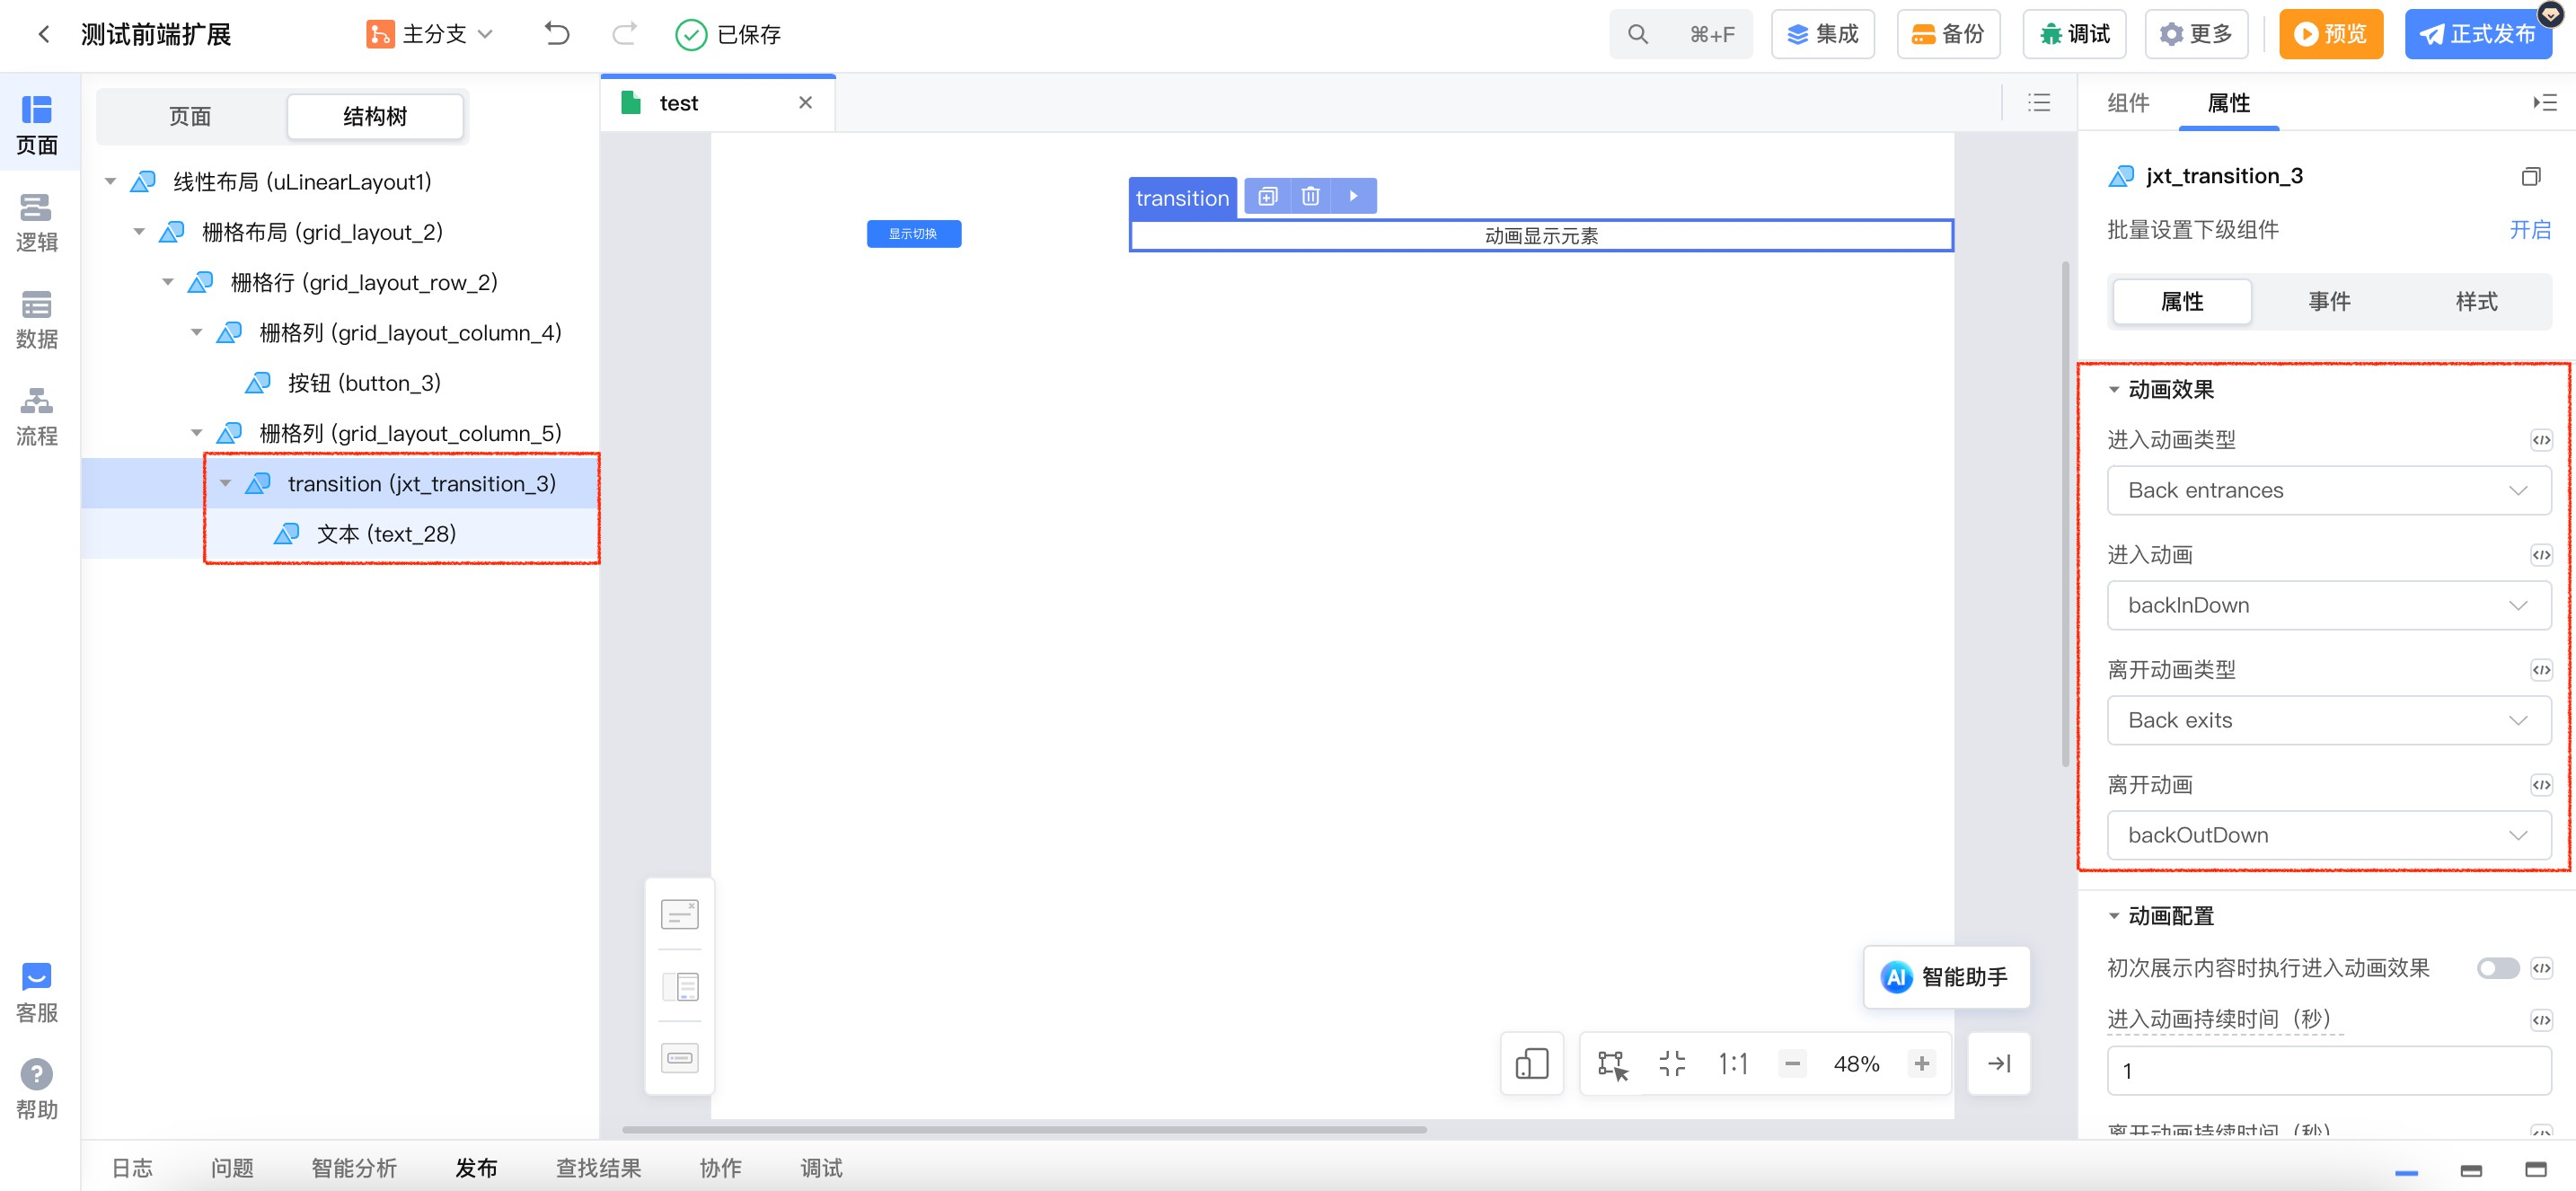 测试前端扩展
主分支
已保存
⌘+F
集成
备份
调试
更多
预览
正式发布
页面
逻辑
数据
流程
客服
帮助
页面
结构树
线性布局 (uLinearLayout1)
栅格布局 (grid_layout_2)
栅格行 (grid_layout_row_2)
栅格列 (grid_layout_column_4)
按钮 (button_3)
栅格列 (grid_layout_column_5)
transition (jxt_transition_3)
文本 (text_28)
test
transition
显示切换
动画显示元素
AI 智能助手
1:1
48%
组件
属性
jxt_transition_3
批量设置下级组件
开启
属性
事件
样式
动画效果
进入动画类型
Back entrances
进入动画
backInDown
离开动画类型
Back exits
离开动画
backOutDown
动画配置
初次展示内容时执行进入动画效果
进入动画持续时间（秒）
1
离开动画持续时间（秒）
日志
问题
智能分析
发布
查找结果
协作
调试